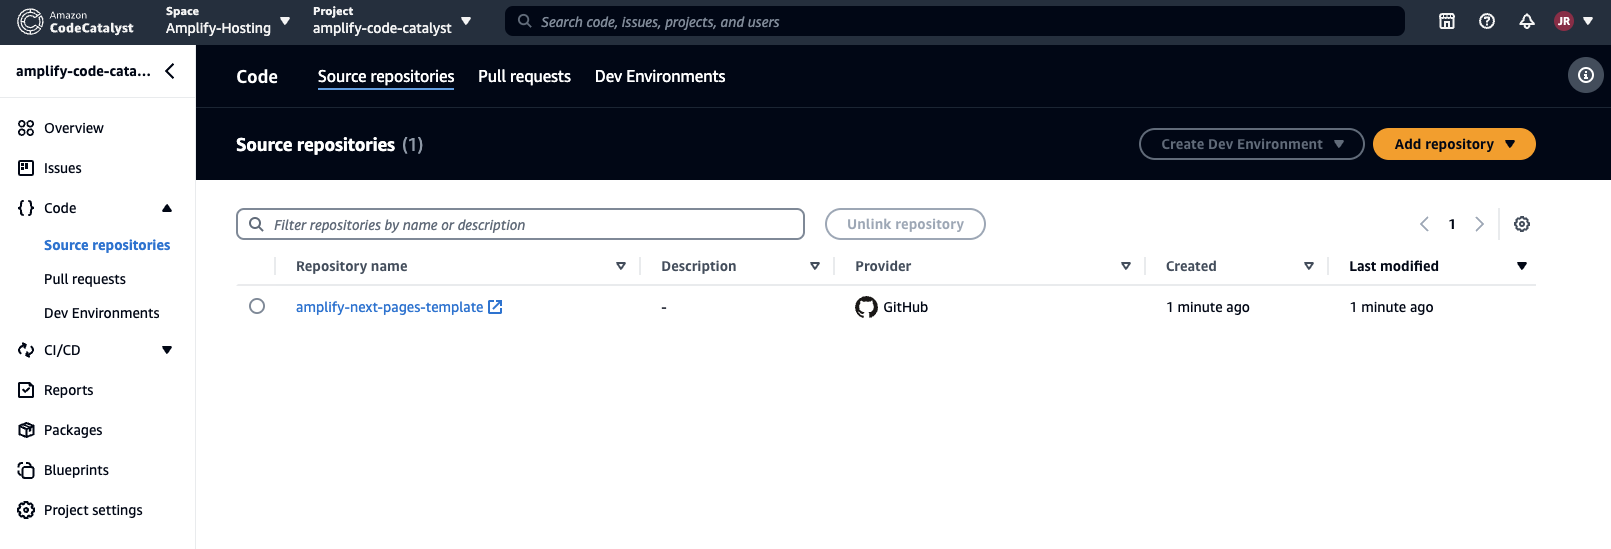 Amazon
CodeCatalyst
Space
Amplify-Hosting
Project
amplify-code-catalyst
Search code, issues, projects, and users
JR
amplify-code-cata...
Code
Source repositories
Pull requests
Dev Environments
Overview
Issues
Code
Source repositories
Pull requests
Dev Environments
CI/CD
Reports
Packages
Blueprints
Project settings
Source repositories (1)
Create Dev Environment
Add repository
Filter repositories by name or description
Unlink repository
1
Repository name Description Provider Created Last modified
amplify-next-pages-template - GitHub 1 minute ago 1 minute ago